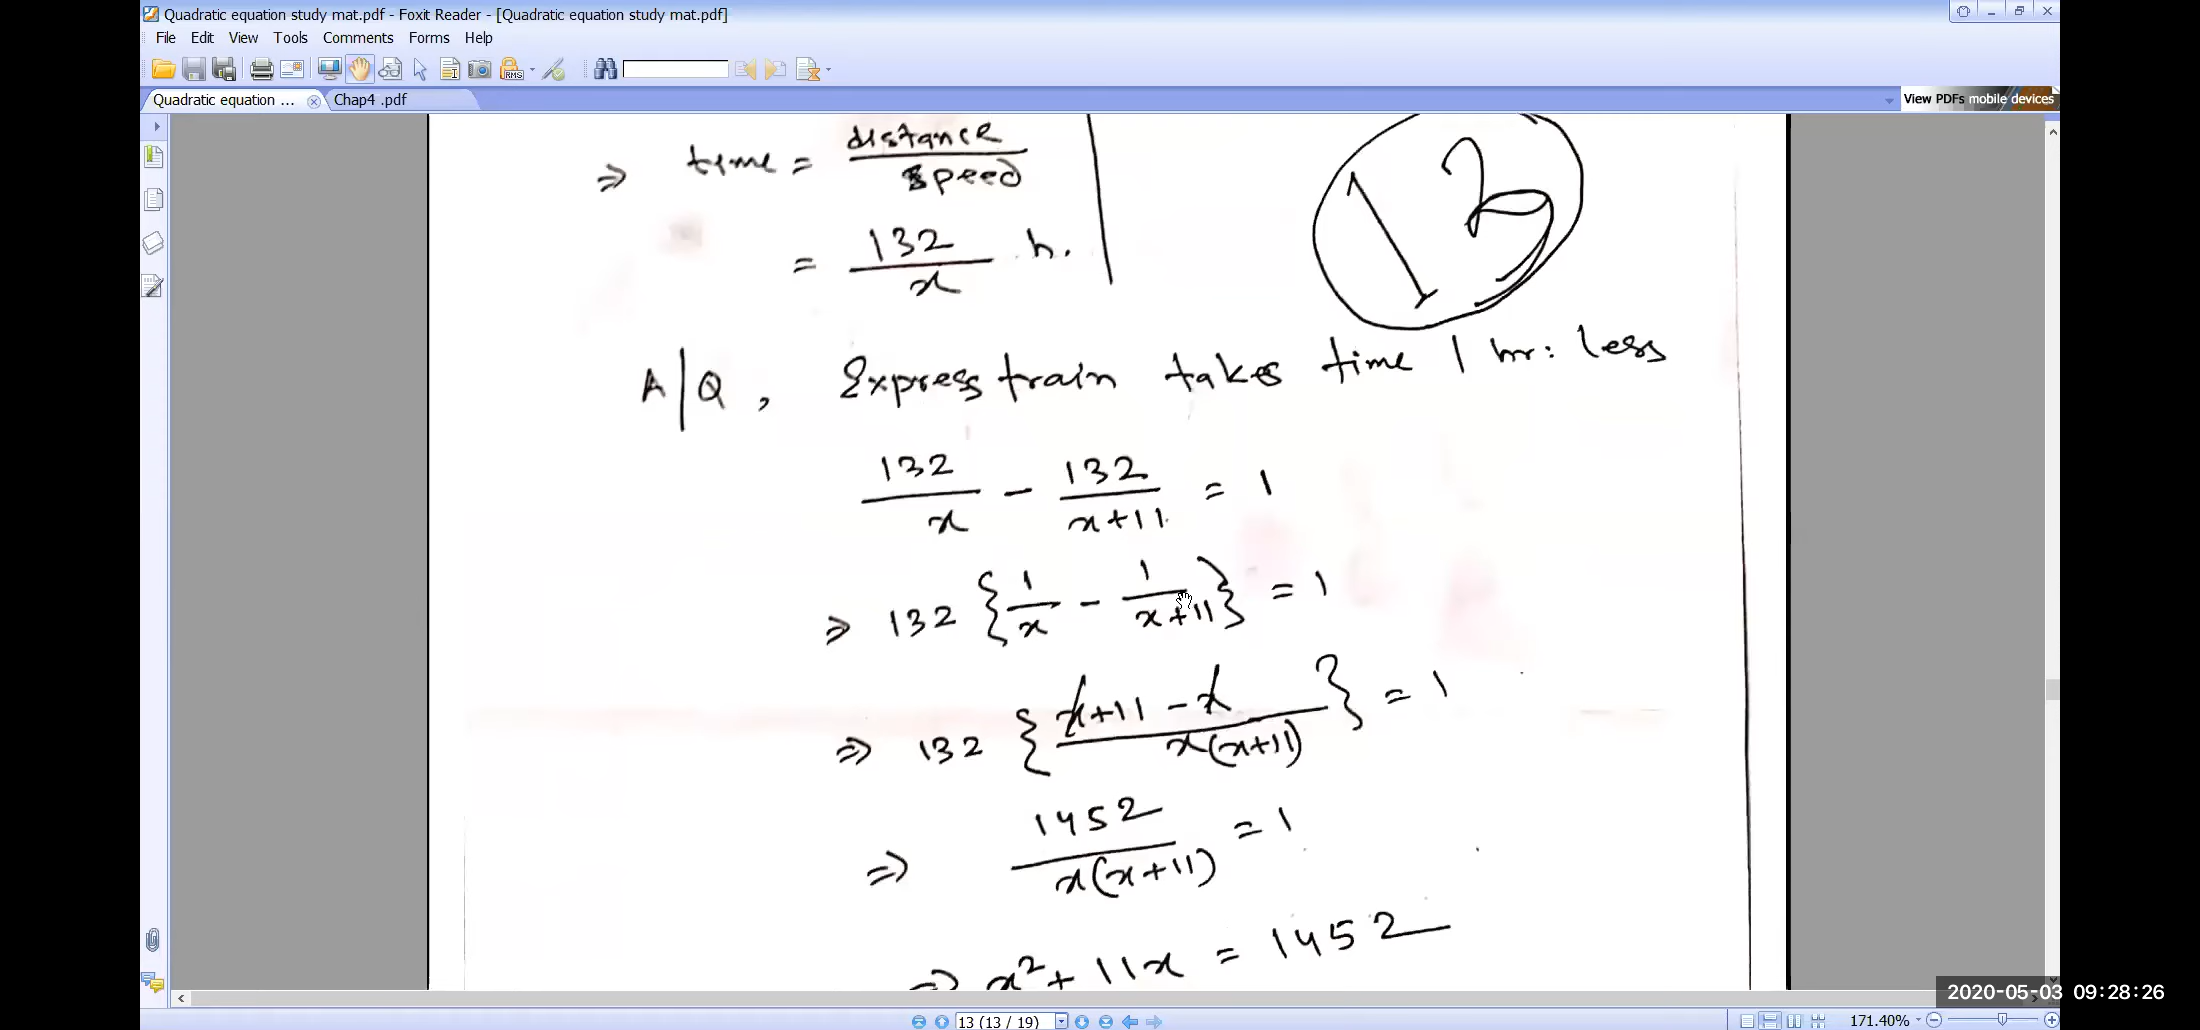 Quadratic equation study mat.pdf - Foxit Reader - [Quadratic equation study mat.pdf]
File Edit View Tools Comments Forms Help
RMS
Quadratic equation ... Chap4 .pdf
View PDFs mobile devices
⇒ time = distance/speed
= 132/x h.
13
A/Q, Express train takes time 1 hr: less
132/x - 132/x+11 = 1
⇒ 132 {1/x - 1/x+11} = 1
⇒ 132 {x+11-x/x(x+11)} = 1
⇒ 1452/x(x+11) = 1
⇒ x²+11x = 1452
2020-05-03 09:28:26
13 (13 / 19)
171.40%